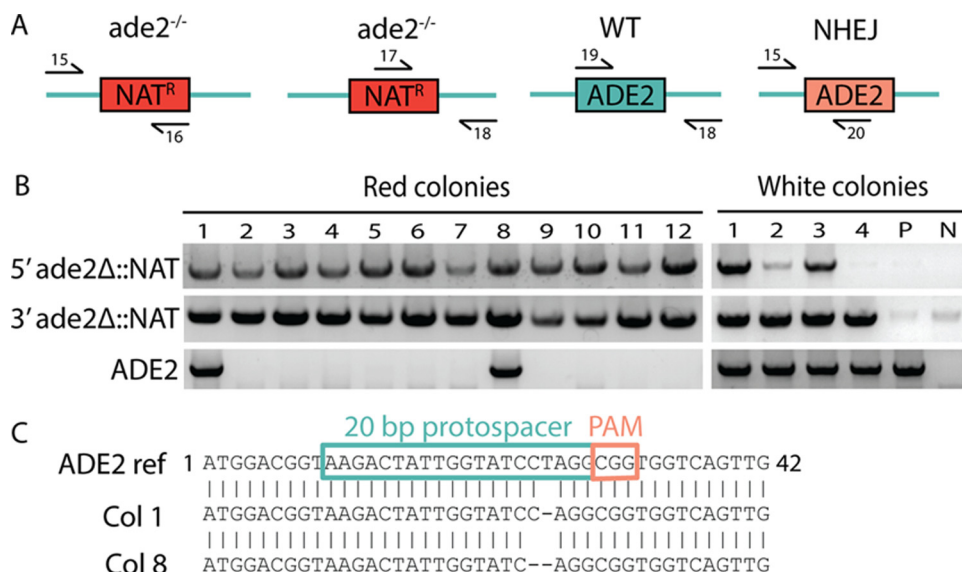 A
ade2-/- ade2-/- WT NHEJ
15 17 19 15
NATR NATR ADE2 ADE2
16 18 18 20
B
Red colonies White colonies
1 2 3 4 5 6 7 8 9 10 11 12 1 2 3 4 P N
5′ ade2Δ::NAT
3′ ade2Δ::NAT
ADE2
C
20 bp protospacer PAM
ADE2 ref 1 ATGGACGGTAAGACTATTGGTATCCTAGGCGGTGGTCAGTTG 42
Col 1 ATGGACGGTAAGACTATTGGTATCC-AGGCGGTGGTCAGTTG
Col 8 ATGGACGGTAAGACTATTGGTATC--AGGCGGTGGTCAGTTG